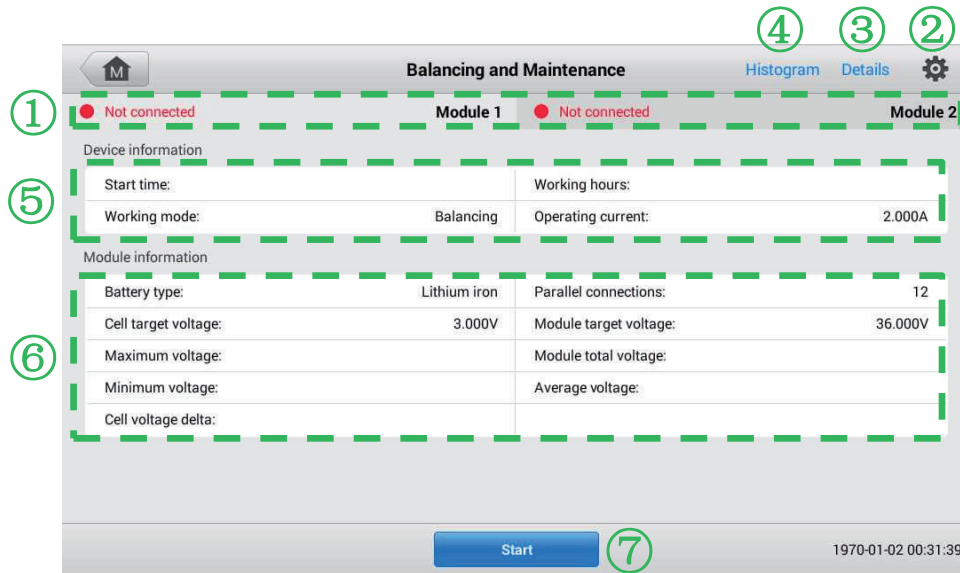 ④ ③ ②
M Balancing and Maintenance Histogram Details
① Not connected Module 1 Not connected Module 2
Device information
⑤
Start time: Working hours:
Working mode: Balancing Operating current: 2.000A
Module information
Battery type: Lithium iron Parallel connections: 12
Cell target voltage: 3.000V Module target voltage: 36.000V
⑥ Maximum voltage: Module total voltage:
Minimum voltage: Average voltage:
Cell voltage delta:
Start ⑦ 1970-01-02 00:31:39